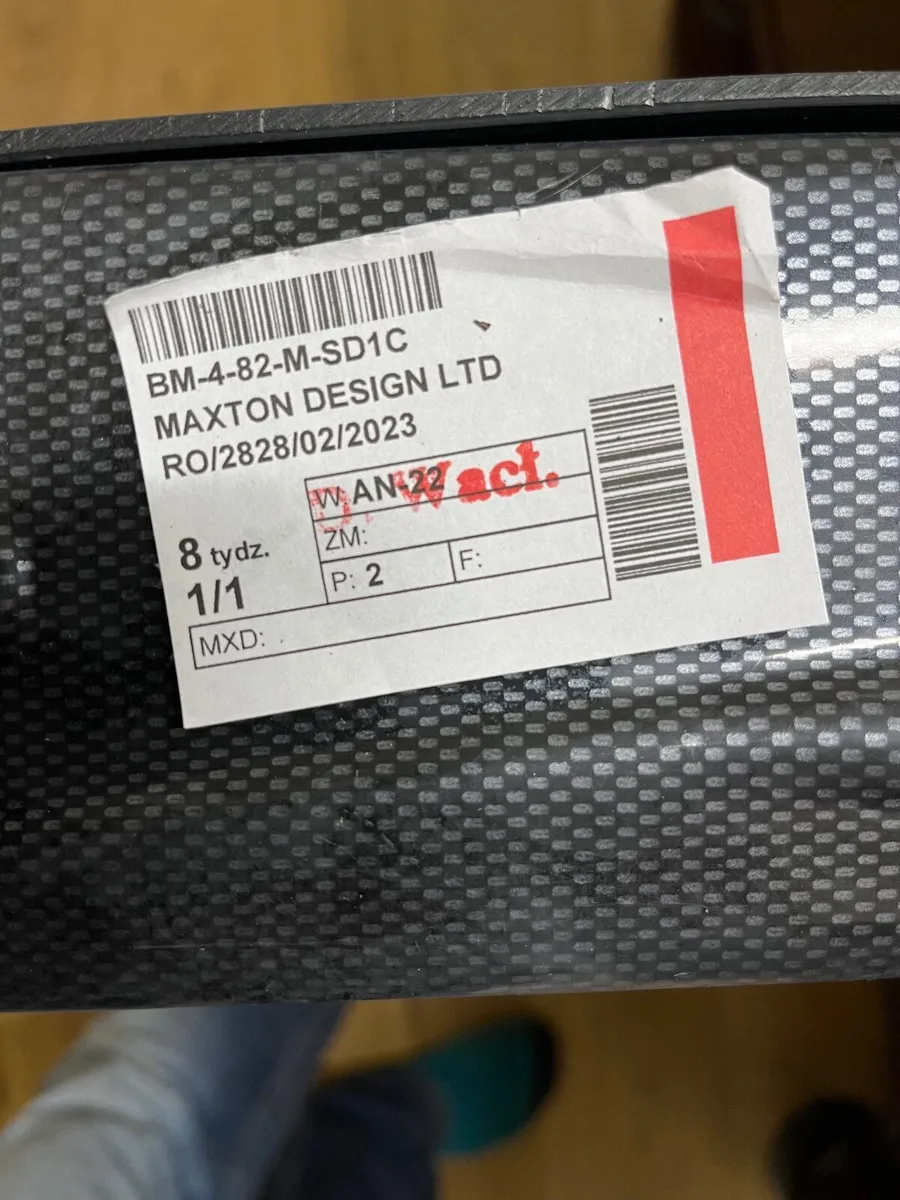 BM-4-82-M-SD1C
MAXTON DESIGN LTD
RO/2828/02/2023
W: AN-22
D. Wact.
ZM:
8 tydz.
P: 2
F:
1/1
MXD: